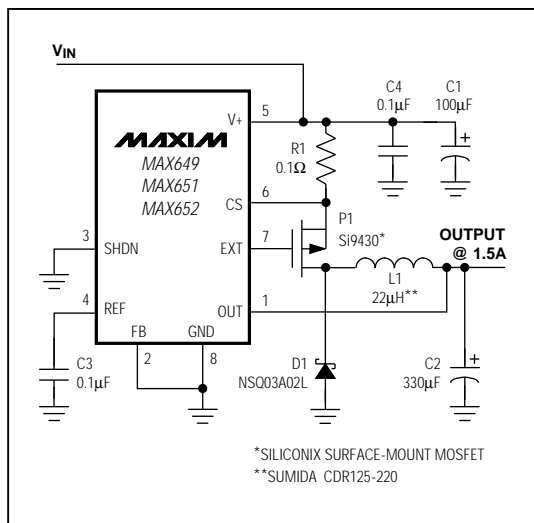 VIN
C4
0.1µF
C1
100µF
+
5
V+
R1
0.1Ω
MAXIM
MAX649
MAX651
MAX652
6
CS
P1
Si9430*
3
SHDN
EXT
7
OUTPUT
@ 1.5A
L1
22µH**
4
REF
OUT
1
FB
GND
2
8
C3
0.1µF
D1
NSQ03A02L
+
C2
330µF
*SILICONIX SURFACE-MOUNT MOSFET
**SUMIDA CDR125-220